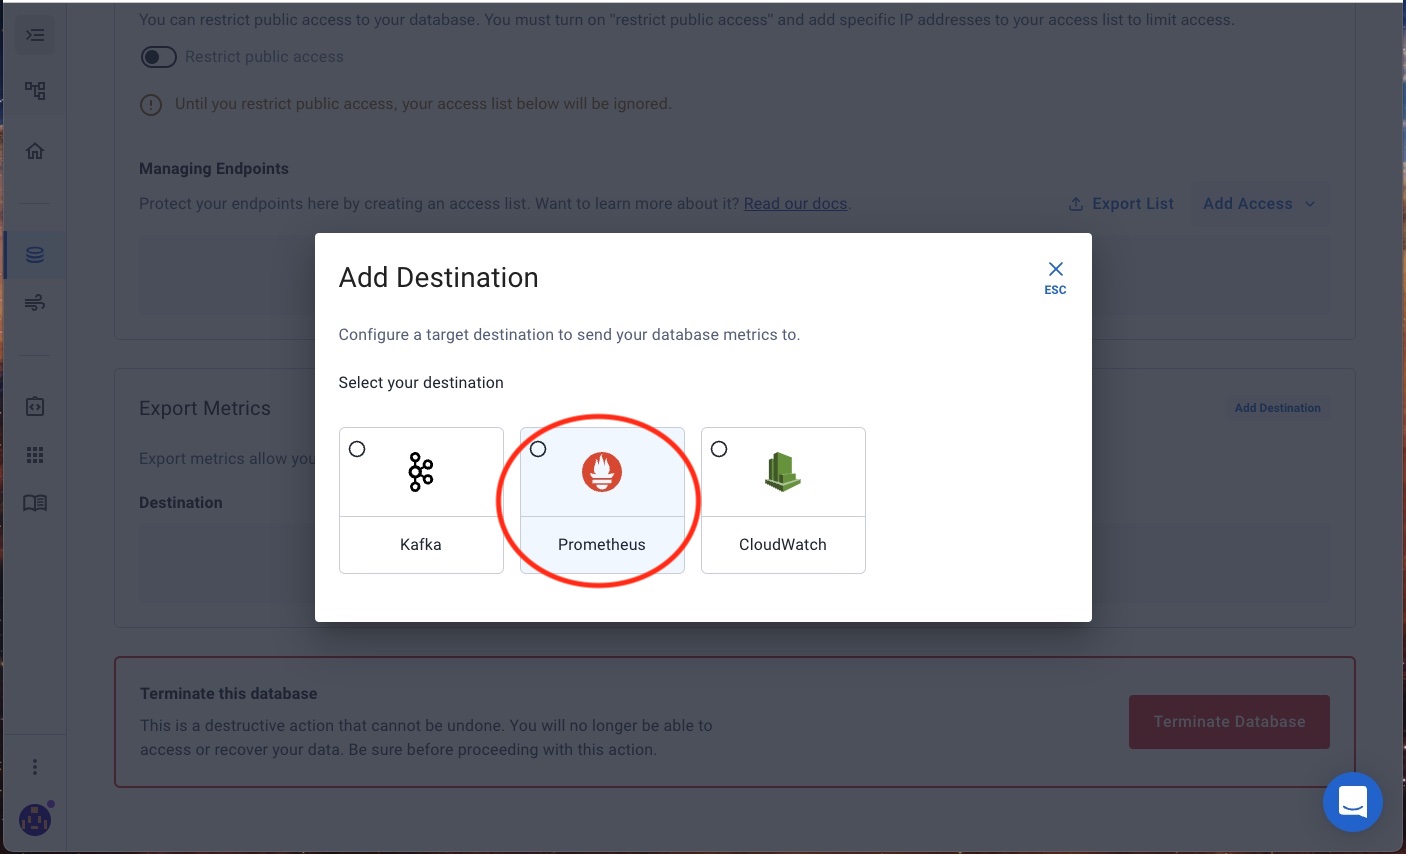 You can restrict public access to your database. You must turn on "restrict public access" and add specific IP addresses to your access list to limit access.
Restrict public access
Until you restrict public access, your access list below will be ignored.
Managing Endpoints
Protect your endpoints here by creating an access list. Want to learn more about it? Read our docs.
Export List
Add Access
Add Destination
ESC
Configure a target destination to send your database metrics to.
Select your destination
Export Metrics
Add Destination
Export metrics allow you
Destination
Kafka
Prometheus
CloudWatch
Terminate this database
This is a destructive action that cannot be undone. You will no longer be able to
access or recover your data. Be sure before proceeding with this action.
Terminate Database